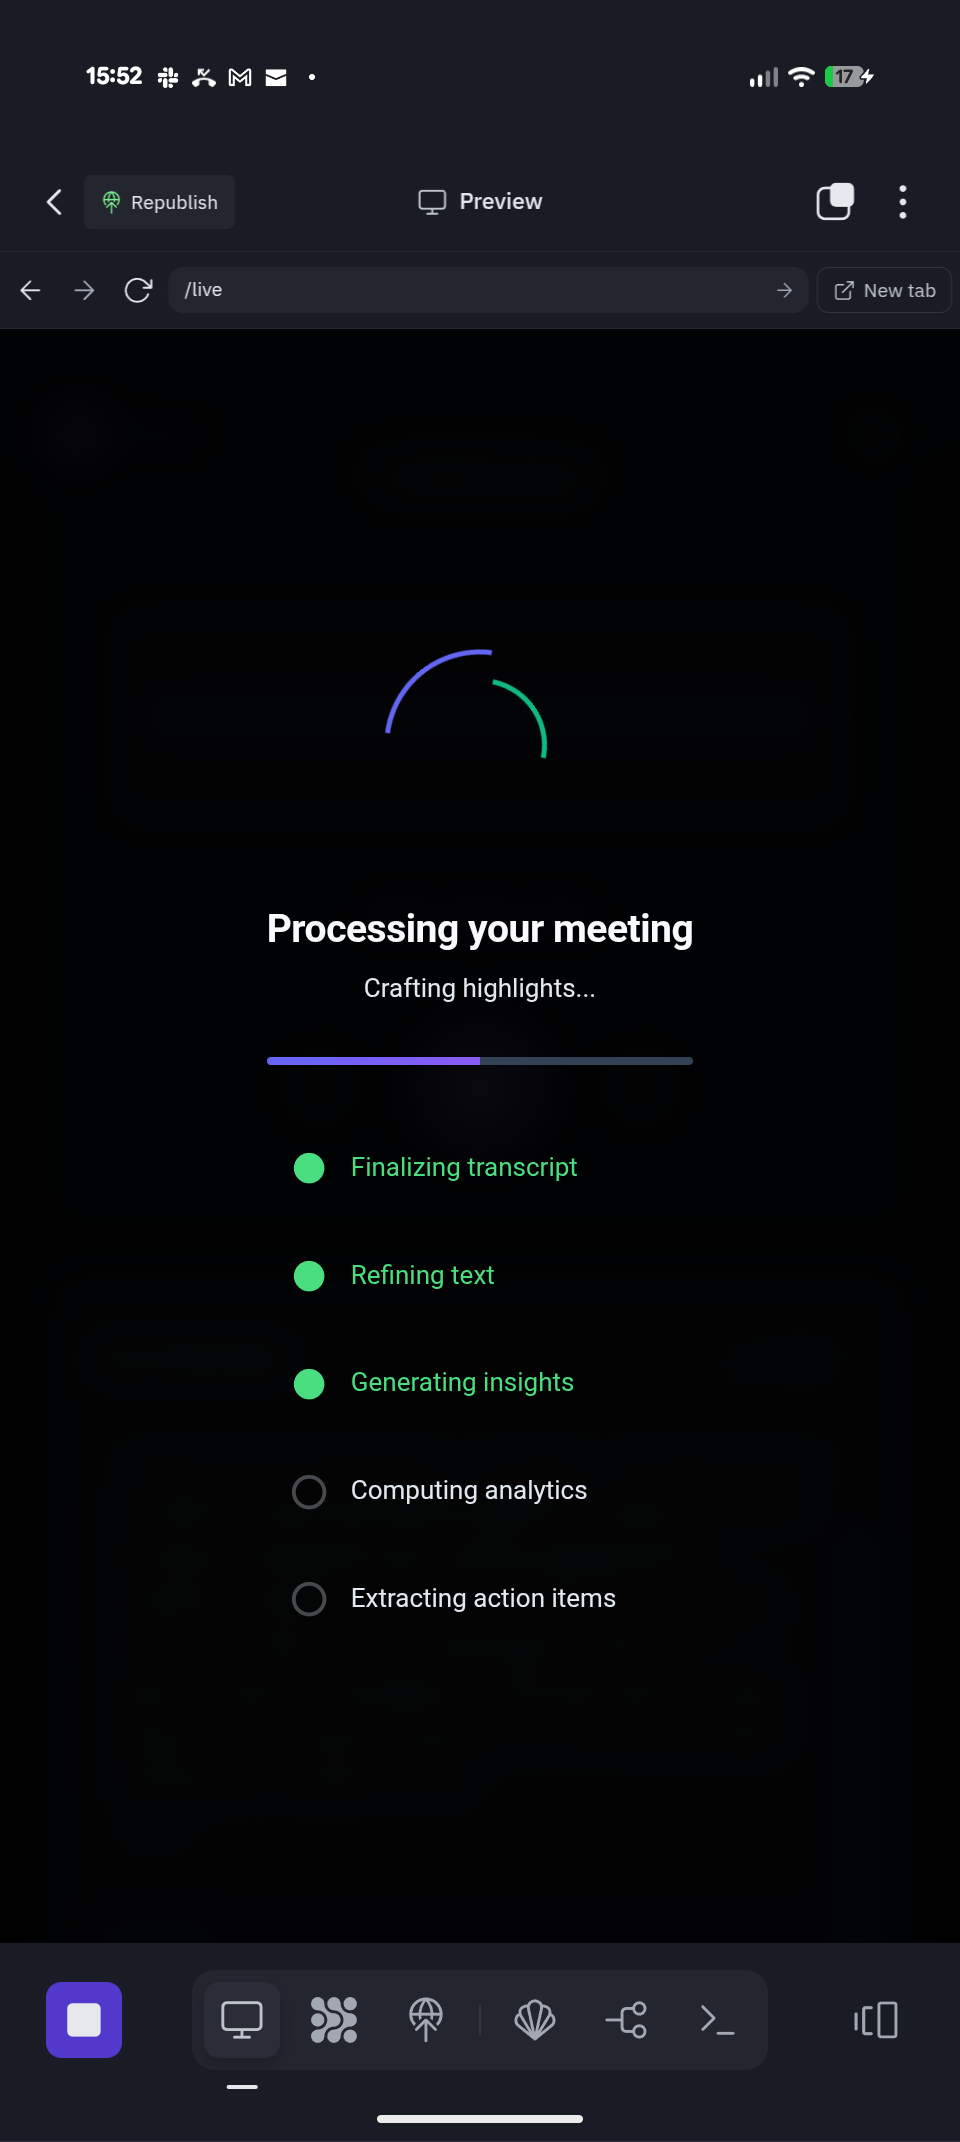 15:52
17
Republish
Preview
/live
New tab
Processing your meeting
Crafting highlights...
Finalizing transcript
Refining text
Generating insights
Computing analytics
Extracting action items